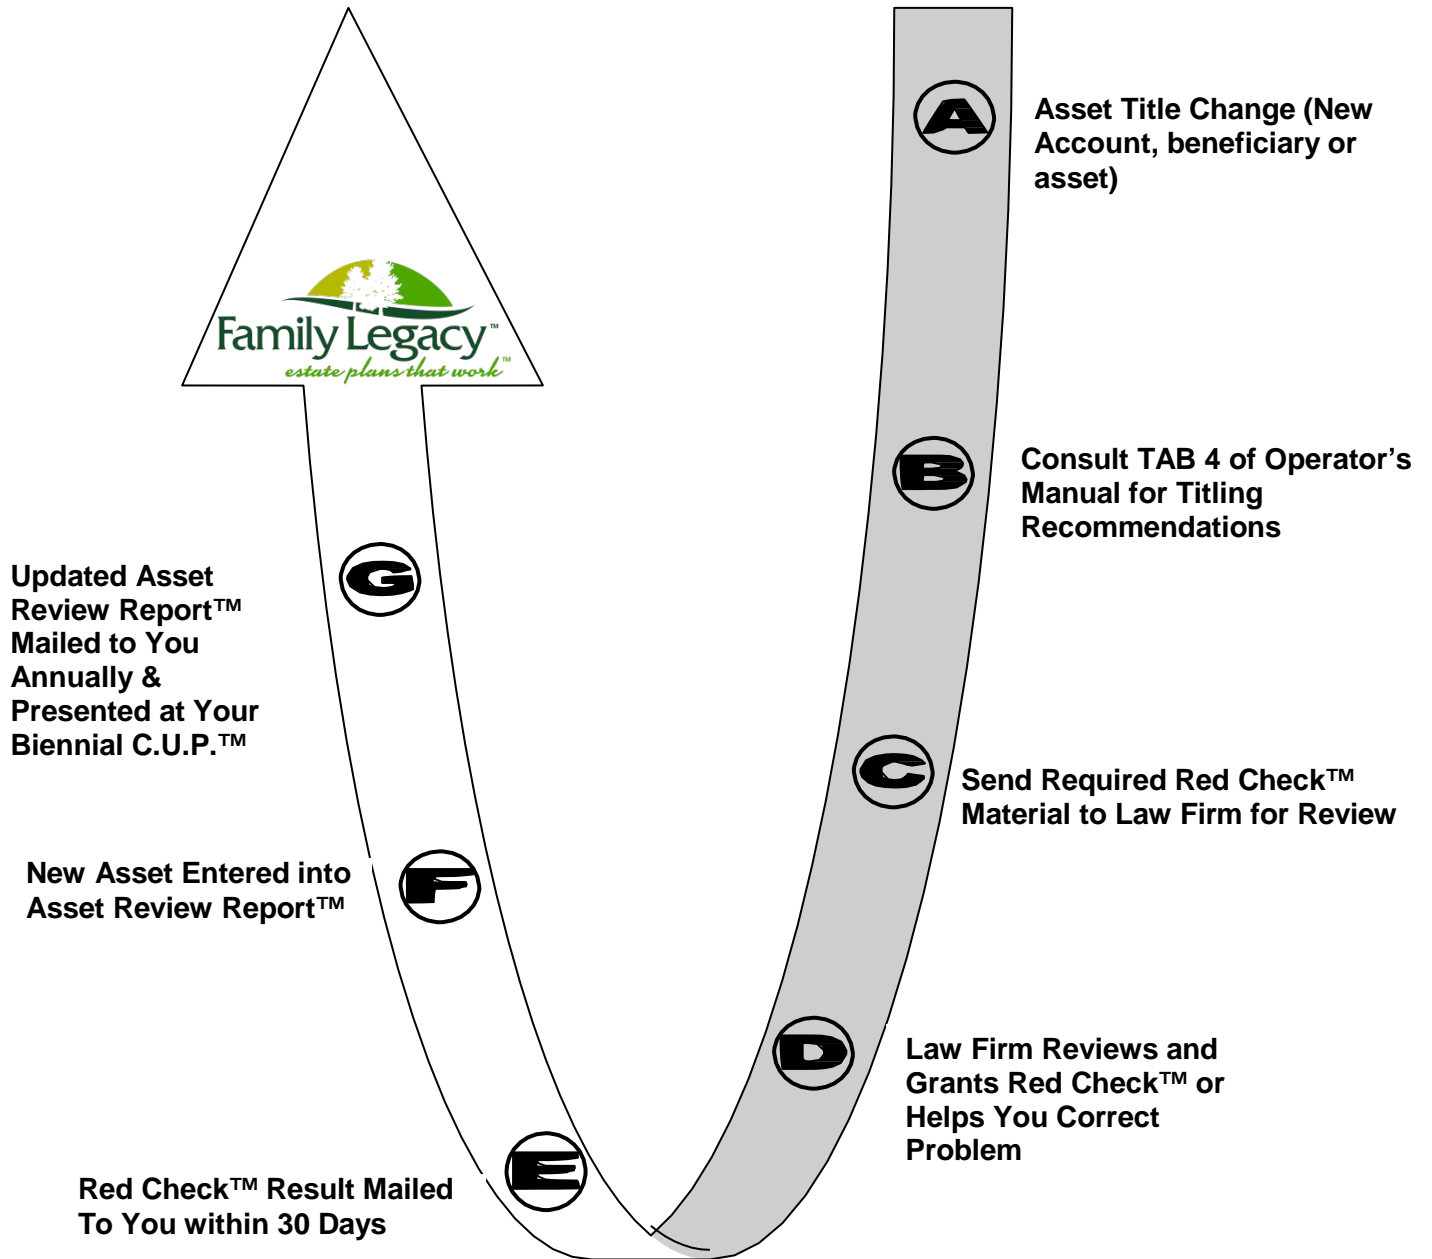 A
Asset Title Change (New
Account, beneficiary or
asset)
B
Consult TAB 4 of Operator’s
Manual for Titling
Recommendations
C
Send Required Red Check™
Material to Law Firm for Review
D
Law Firm Reviews and
Grants Red Check™ or
Helps You Correct
Problem
E
Red Check™ Result Mailed
To You within 30 Days
F
New Asset Entered into
Asset Review Report™
G
Updated Asset
Review Report™
Mailed to You
Annually &
Presented at Your
Biennial C.U.P.™
Family Legacy™
estate plans that work™